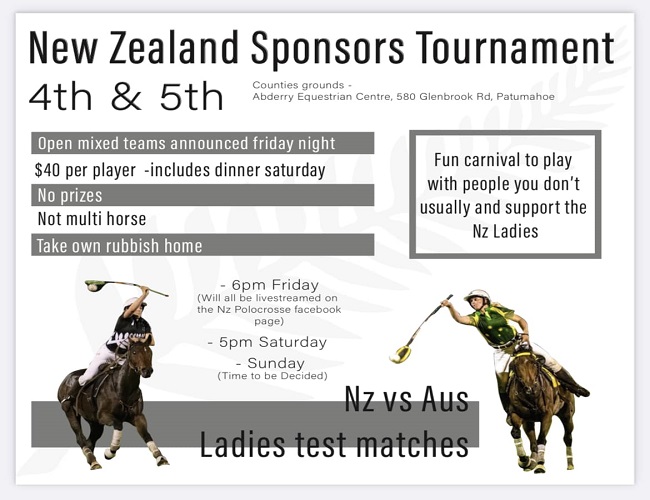 New Zealand Sponsors Tournament
4th & 5th
Counties grounds -
Abderry Equestrian Centre, 580 Glenbrook Rd, Patumahoe
Open mixed teams announced friday night
$40 per player -includes dinner saturday
No prizes
Not multi horse
Take own rubbish home
Fun carnival to play
with people you don't
usually and support the
Nz Ladies
- 6pm Friday
(Will all be livestreamed on
the Nz Polocrosse facebook
page)
- 5pm Saturday
- Sunday
(Time to be Decided)
Nz vs Aus
Ladies test matches